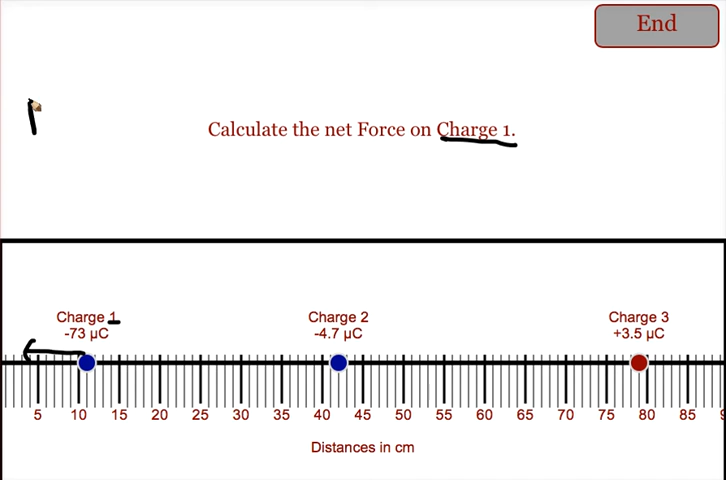 End
Calculate the net Force on Charge 1.
Charge 1 Charge 2 Charge 3
-73 µC -4.7 µC +3.5 µC
5 10 15 20 25 30 35 40 45 50 55 60 65 70 75 80 85 9
Distances in cm